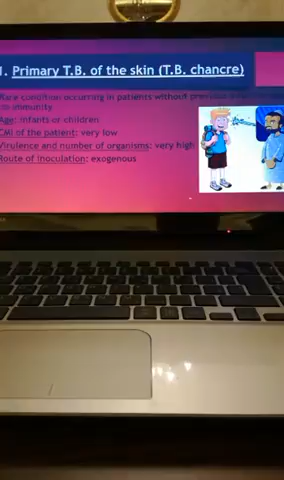 1. Primary T.B. of the skin (T.B. chancre)
Rare condition occurring in patients without previous
immunity
Age: infants or children
CMI of the patient: very low
Virulence and number of organisms: very high
Route of inoculation: exogenous